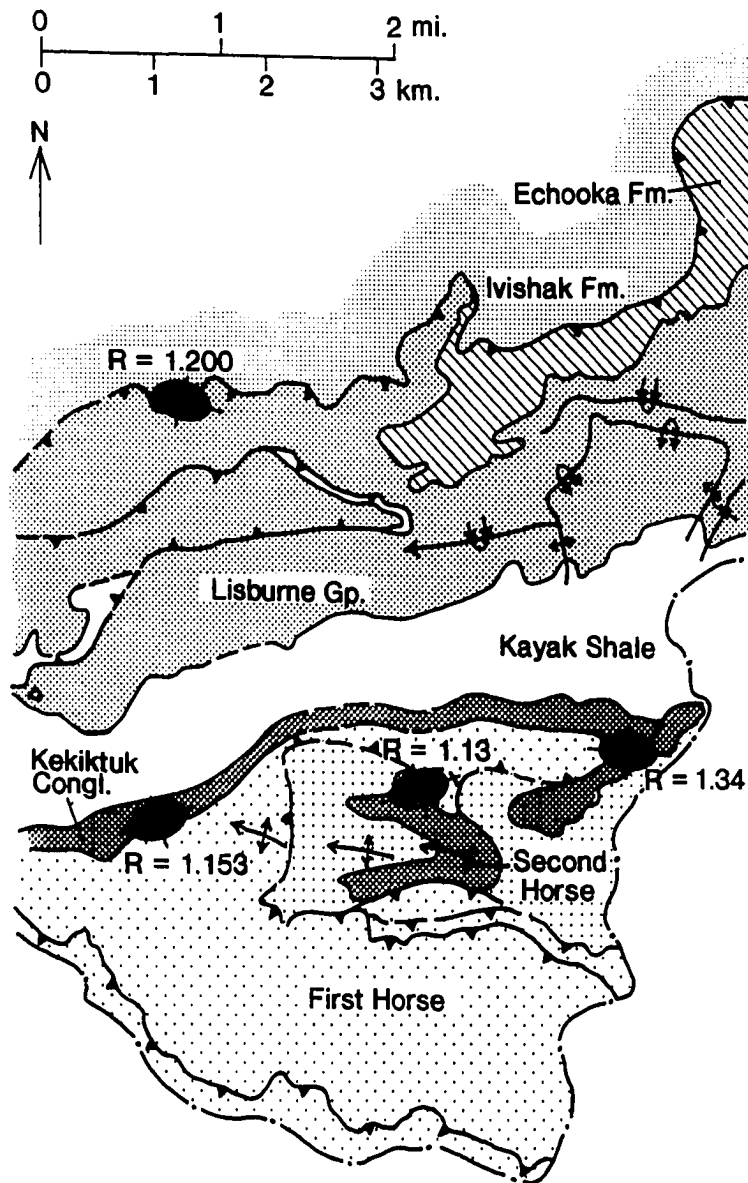 0 1 2 mi.
0 1 2 3 km.
N
Echooka Fm.
Ivishak Fm.
R = 1.200
Lisburne Gp.
Kayak Shale
Kekiktuk
Congl.
R = 1.13
R = 1.34
R = 1.153
Second
Horse
First Horse